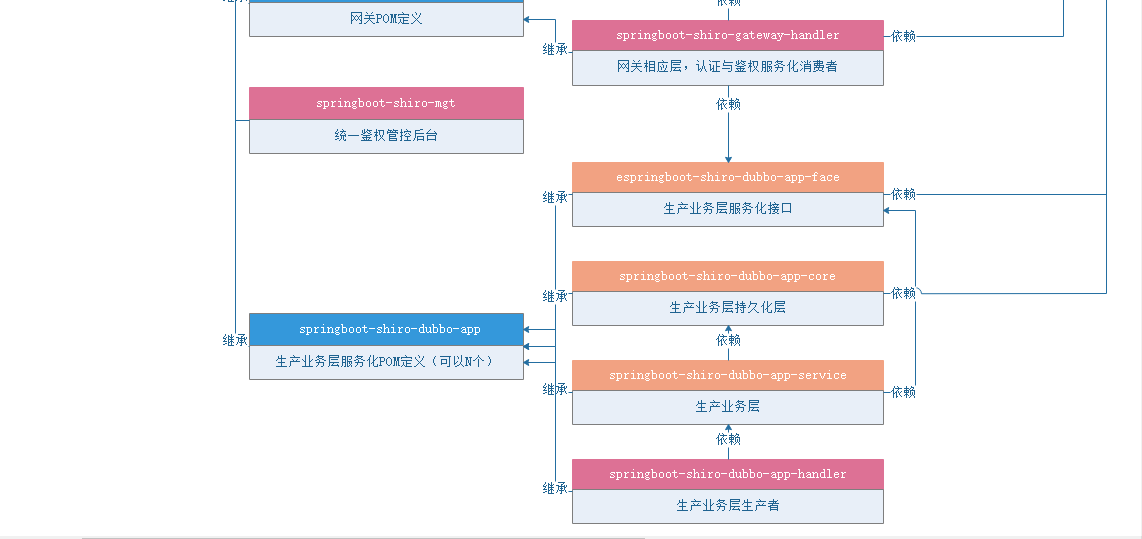 继承
网关POM定义
依赖
springboot-shiro-gateway-handler
网关相应层，认证与鉴权服务化消费者
继承
依赖
依赖
springboot-shiro-mgt
统一鉴权管控后台
espringboot-shiro-dubbo-app-face
生产业务层服务化接口
继承
依赖
springboot-shiro-dubbo-app-core
生产业务层持久化层
继承
依赖
依赖
继承
springboot-shiro-dubbo-app
生产业务层服务化POM定义（可以N个）
springboot-shiro-dubbo-app-service
生产业务层
继承
依赖
依赖
springboot-shiro-dubbo-app-handler
生产业务层生产者
继承